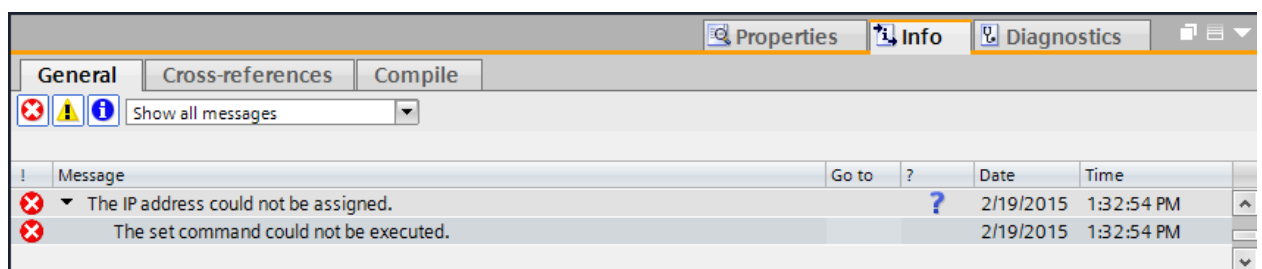 Properties Info Diagnostics
General Cross-references Compile
Show all messages
! Message Go to ? Date Time
The IP address could not be assigned. ? 2/19/2015 1:32:54 PM
The set command could not be executed. 2/19/2015 1:32:54 PM